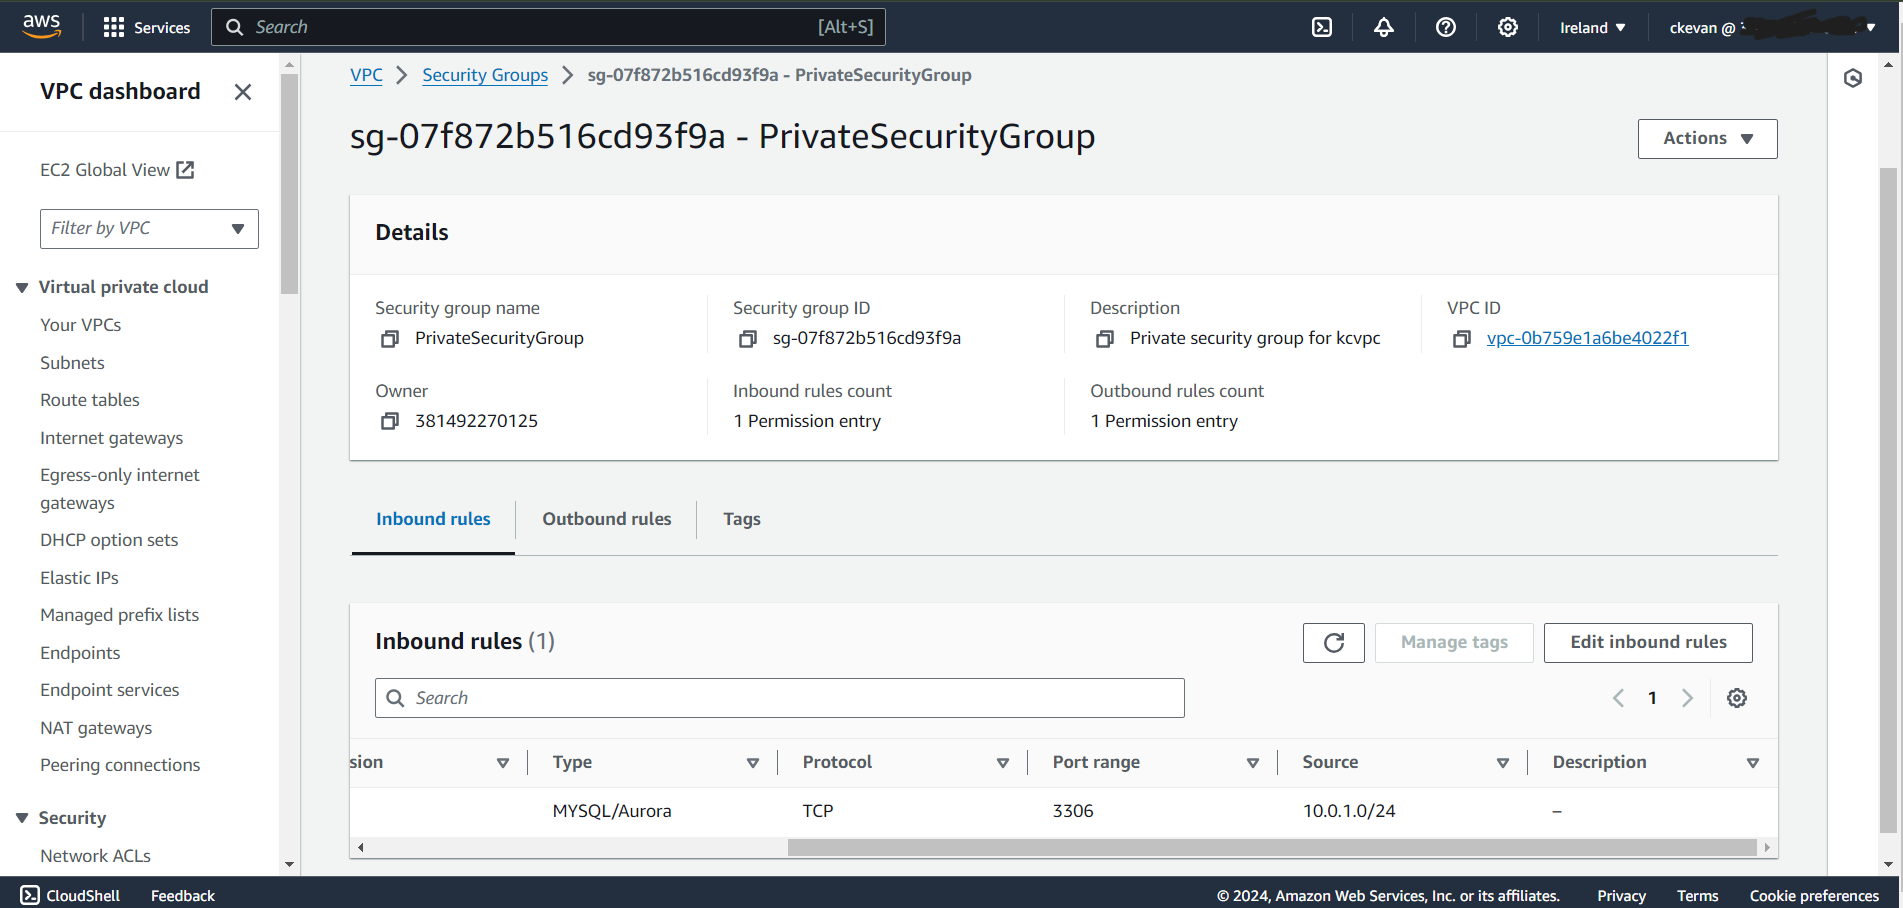 aws
Services
Search [Alt+S]
Ireland
ckevan @
VPC dashboard
EC2 Global View
Filter by VPC
Virtual private cloud
Your VPCs
Subnets
Route tables
Internet gateways
Egress-only internet
gateways
DHCP option sets
Elastic IPs
Managed prefix lists
Endpoints
Endpoint services
NAT gateways
Peering connections
Security
Network ACLs
VPC > Security Groups > sg-07f872b516cd93f9a - PrivateSecurityGroup
sg-07f872b516cd93f9a - PrivateSecurityGroup
Actions
Details
Security group name
PrivateSecurityGroup
Security group ID
sg-07f872b516cd93f9a
Description
Private security group for kcvpc
VPC ID
vpc-0b759e1a6be4022f1
Owner
381492270125
Inbound rules count
1 Permission entry
Outbound rules count
1 Permission entry
Inbound rules Outbound rules Tags
Inbound rules (1)
Manage tags
Edit inbound rules
Search
1
sion Type Protocol Port range Source Description
MYSQL/Aurora TCP 3306 10.0.1.0/24 –
CloudShell Feedback © 2024, Amazon Web Services, Inc. or its affiliates. Privacy Terms Cookie preferences